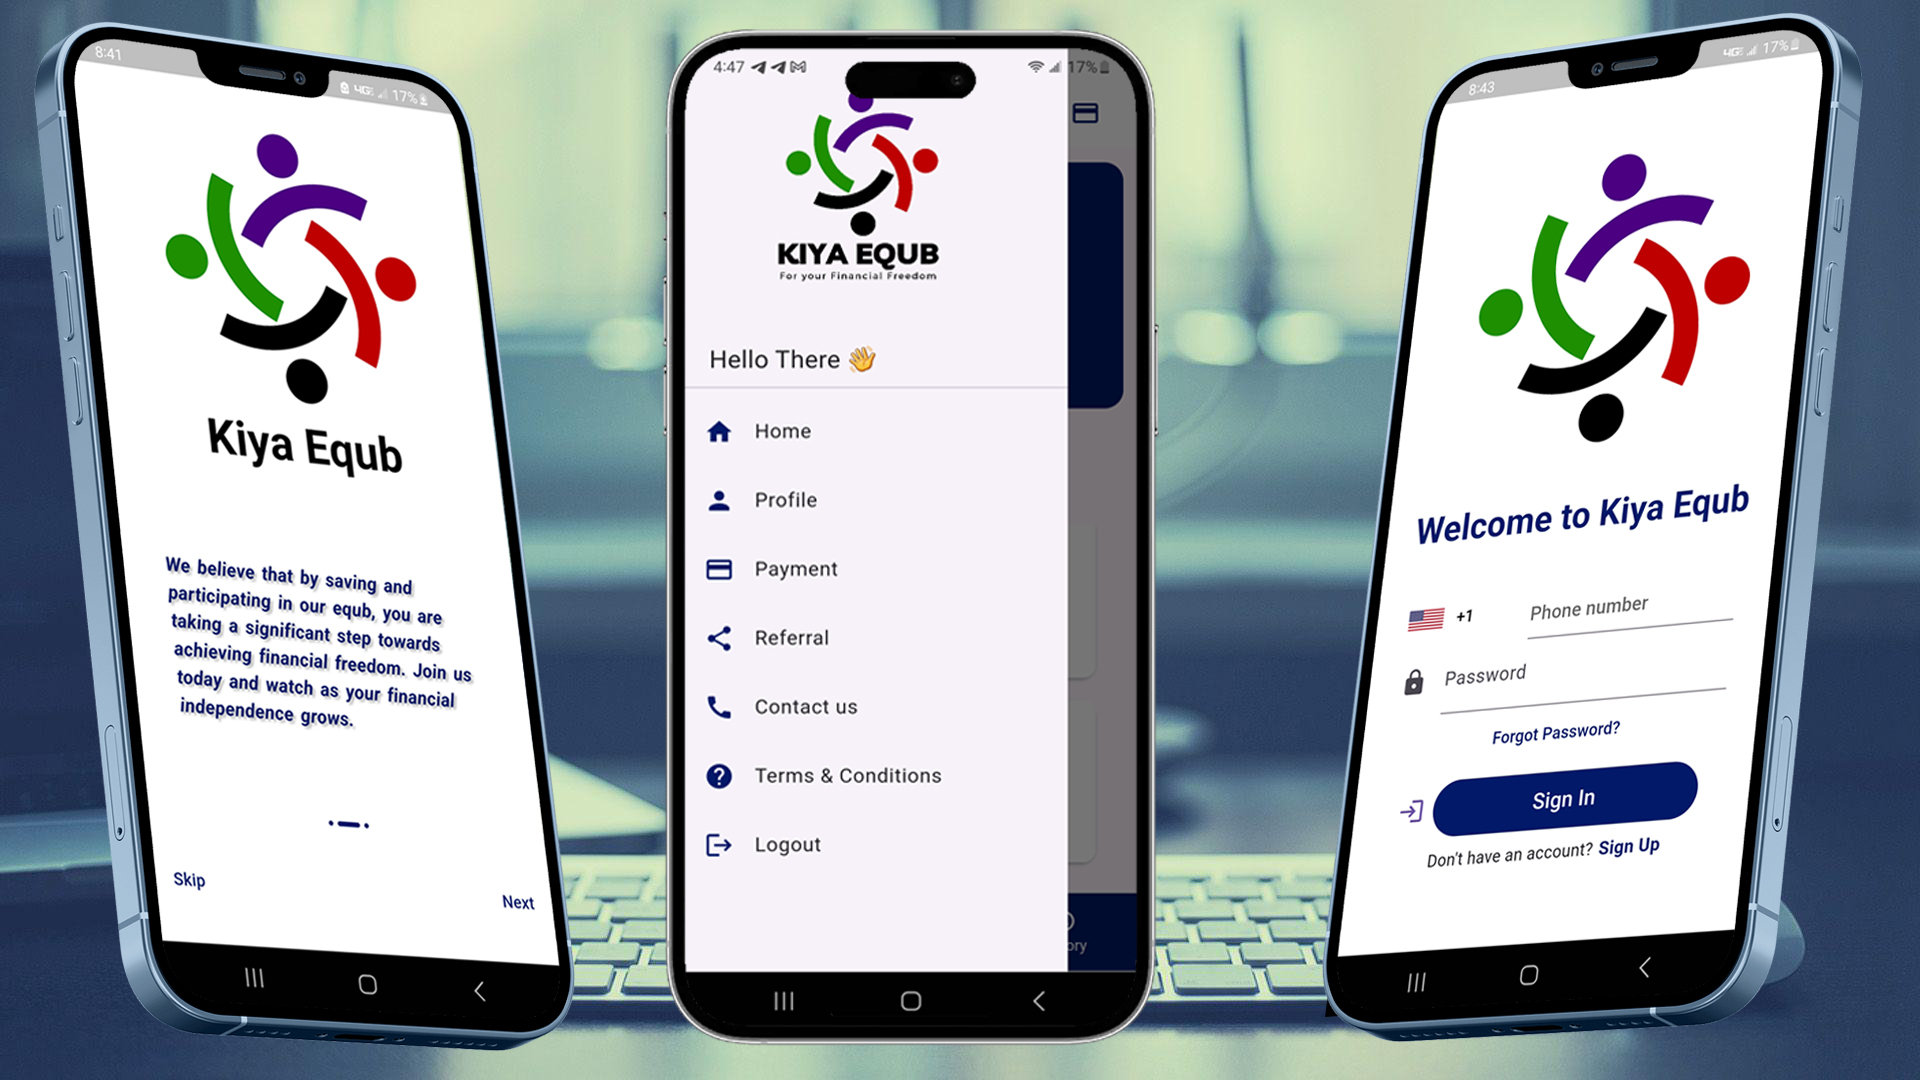 8:41
4G
17%
Kiya Equb
We believe that by saving and
participating in our equb, you are
taking a significant step towards
achieving financial freedom. Join us
today and watch as your financial
independence grows.
Skip
Next
4:47
17%
KIYA EQUB
For your Financial Freedom
Hello There 👋
Home
Profile
Payment
Referral
Contact us
Terms & Conditions
Logout
ory
8:43
4G
17%
Welcome to Kiya Equb
+1
Phone number
Password
Forgot Password?
Sign In
Don't have an account? Sign Up